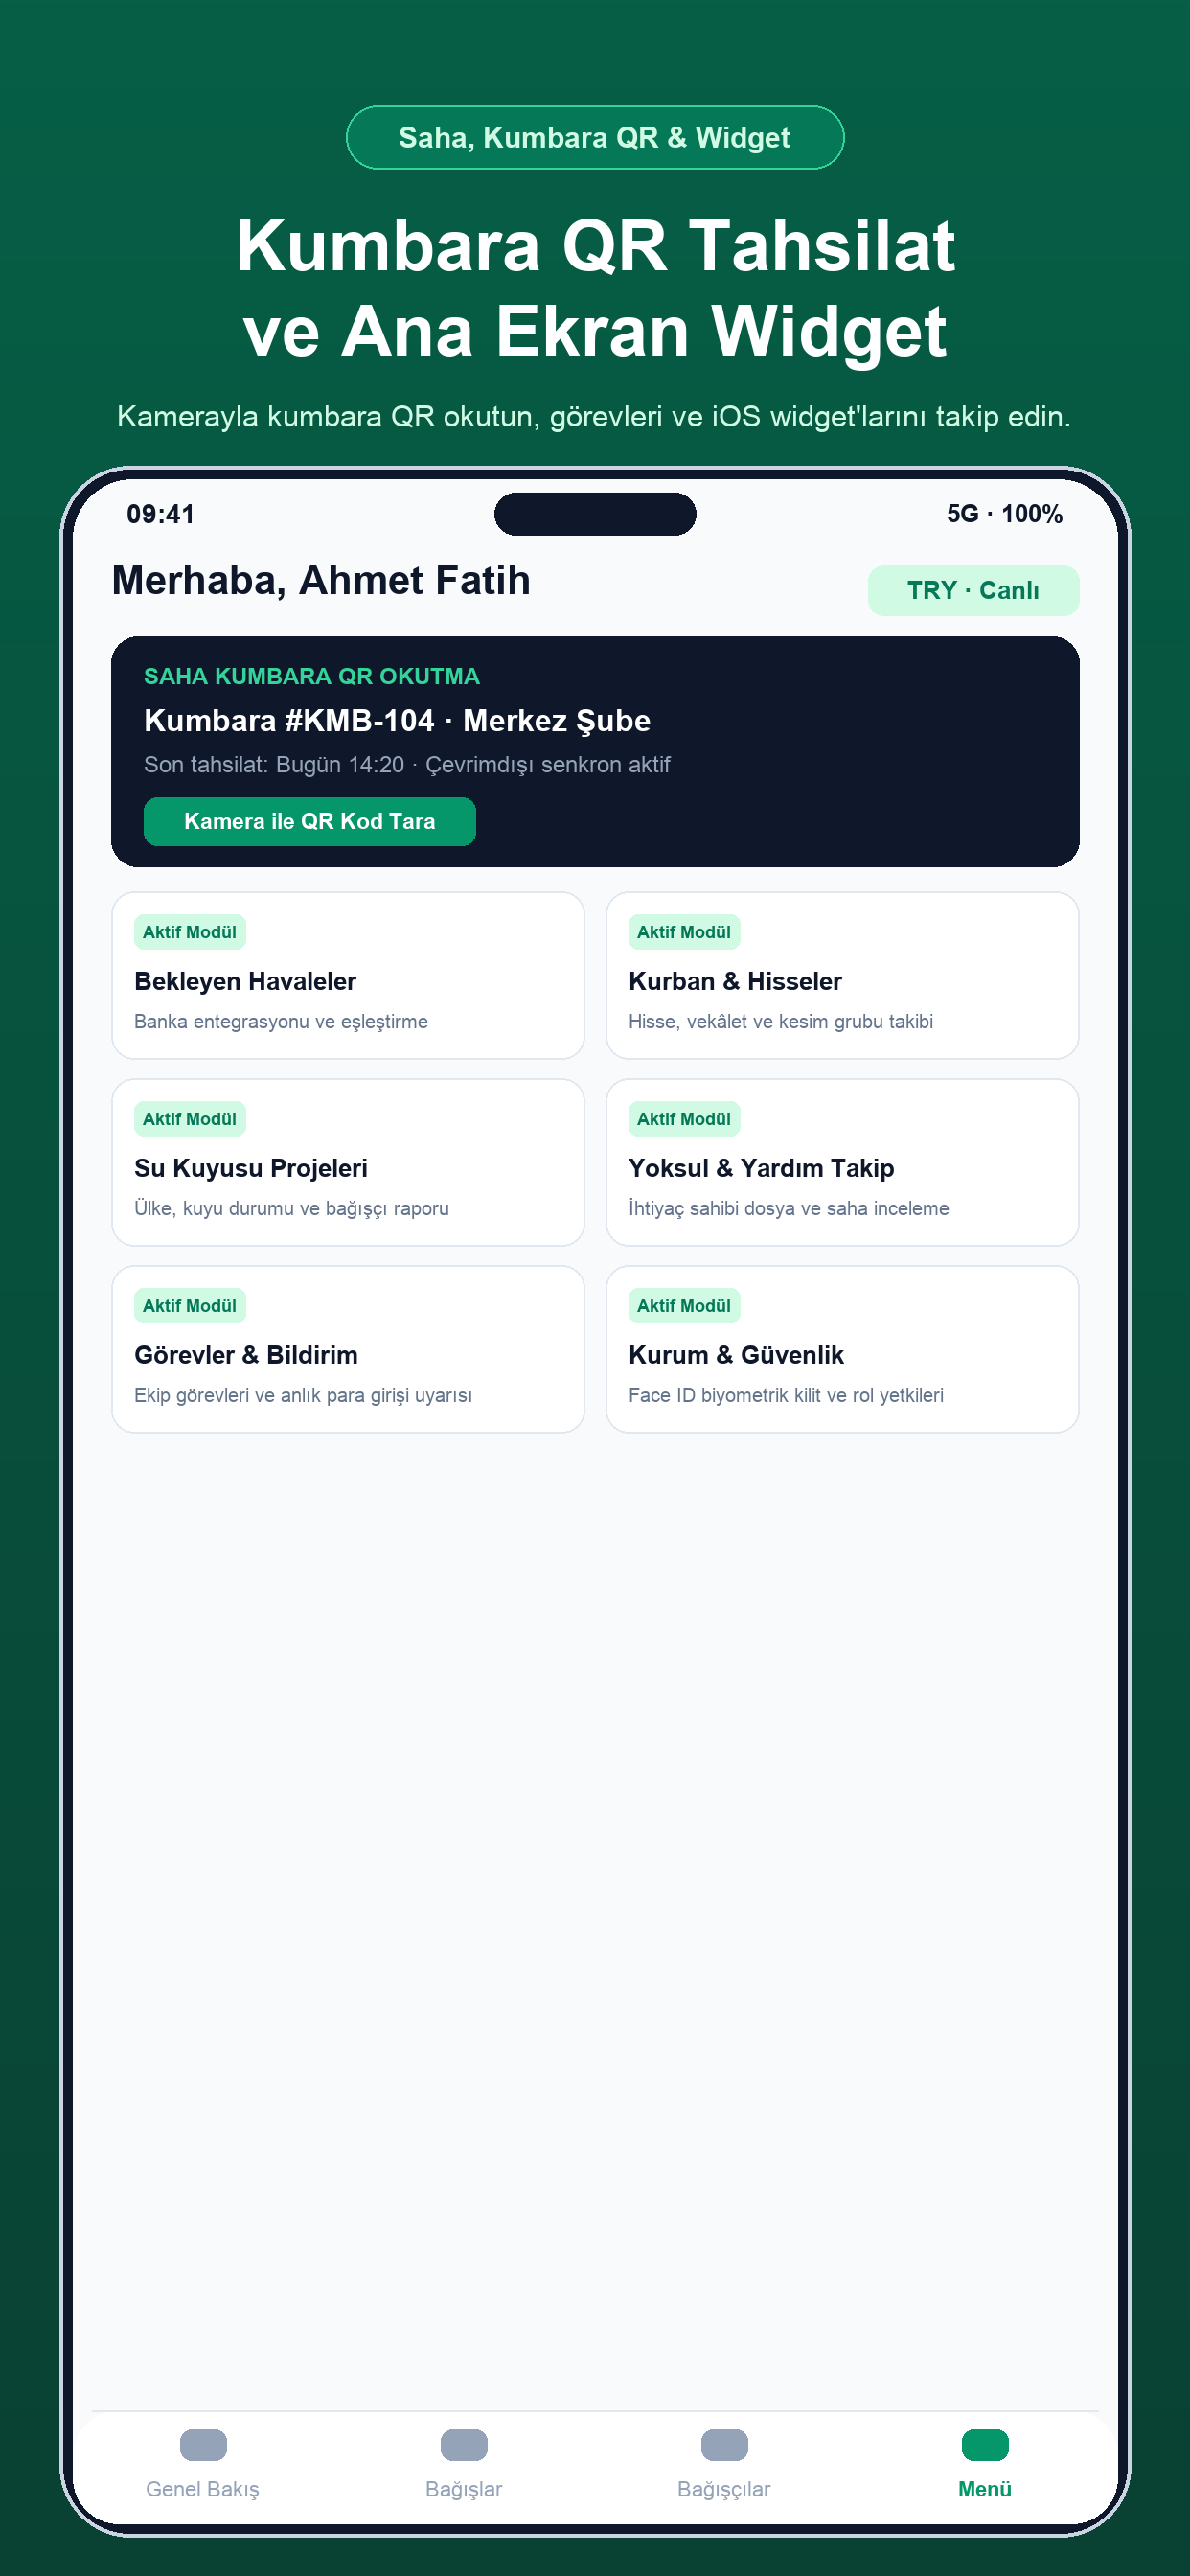 Saha, Kumbara QR & Widget
Kumbara QR Tahsilat
ve Ana Ekran Widget
Kamerayla kumbara QR okutun, görevleri ve iOS widget'larını takip edin.
09:41
5G · 100%
Merhaba, Ahmet Fatih
TRY · Canlı
SAHA KUMBARA QR OKUTMA
Kumbara #KMB-104 · Merkez Şube
Son tahsilat: Bugün 14:20 · Çevrimdışı senkron aktif
Kamera ile QR Kod Tara
Aktif Modül
Bekleyen Havaleler
Banka entegrasyonu ve eşleştirme
Aktif Modül
Kurban & Hisseler
Hisse, vekâlet ve kesim grubu takibi
Aktif Modül
Su Kuyusu Projeleri
Ülke, kuyu durumu ve bağışçı raporu
Aktif Modül
Yoksul & Yardım Takip
İhtiyaç sahibi dosya ve saha inceleme
Aktif Modül
Görevler & Bildirim
Ekip görevleri ve anlık para girişi uyarısı
Aktif Modül
Kurum & Güvenlik
Face ID biyometrik kilit ve rol yetkileri
Genel Bakış
Bağışlar
Bağışçılar
Menü